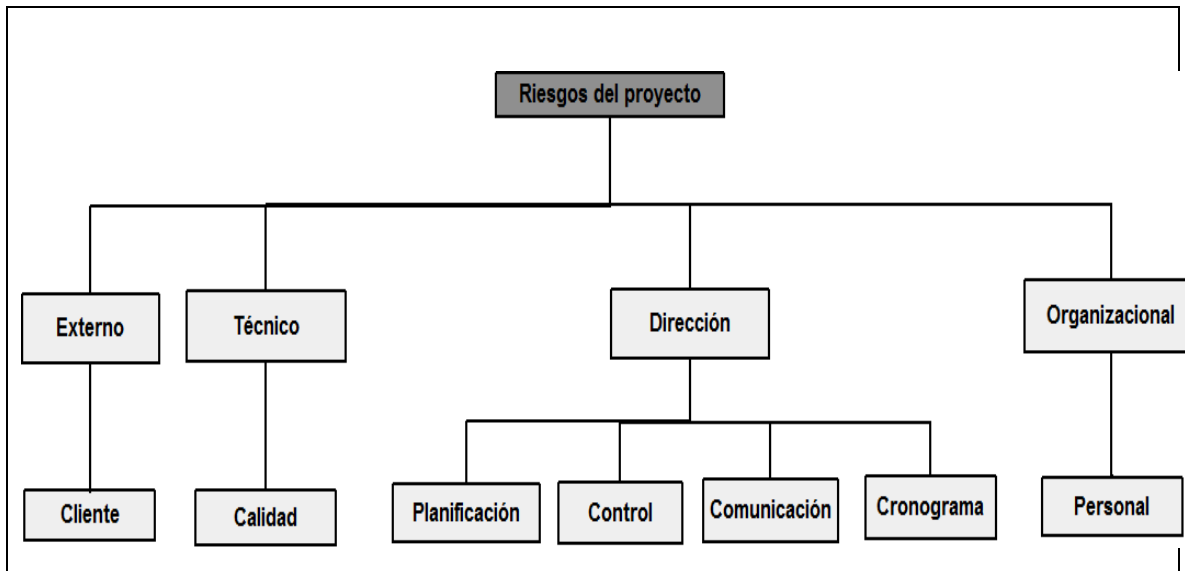 Riesgos del proyecto
Externo
Técnico
Dirección
Organizacional
Cliente
Calidad
Planificación
Control
Comunicación
Cronograma
Personal